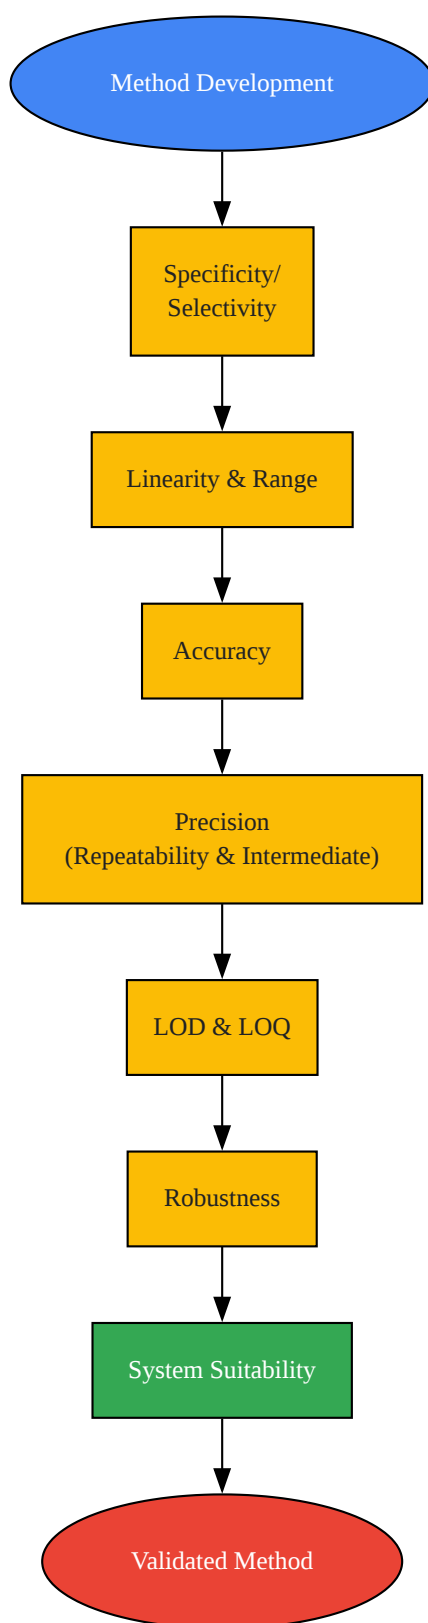 Method Development
Specificity/
Selectivity
Linearity & Range
Accuracy
Precision
(Repeatability & Intermediate)
LOD & LOQ
Robustness
System Suitability
Validated Method